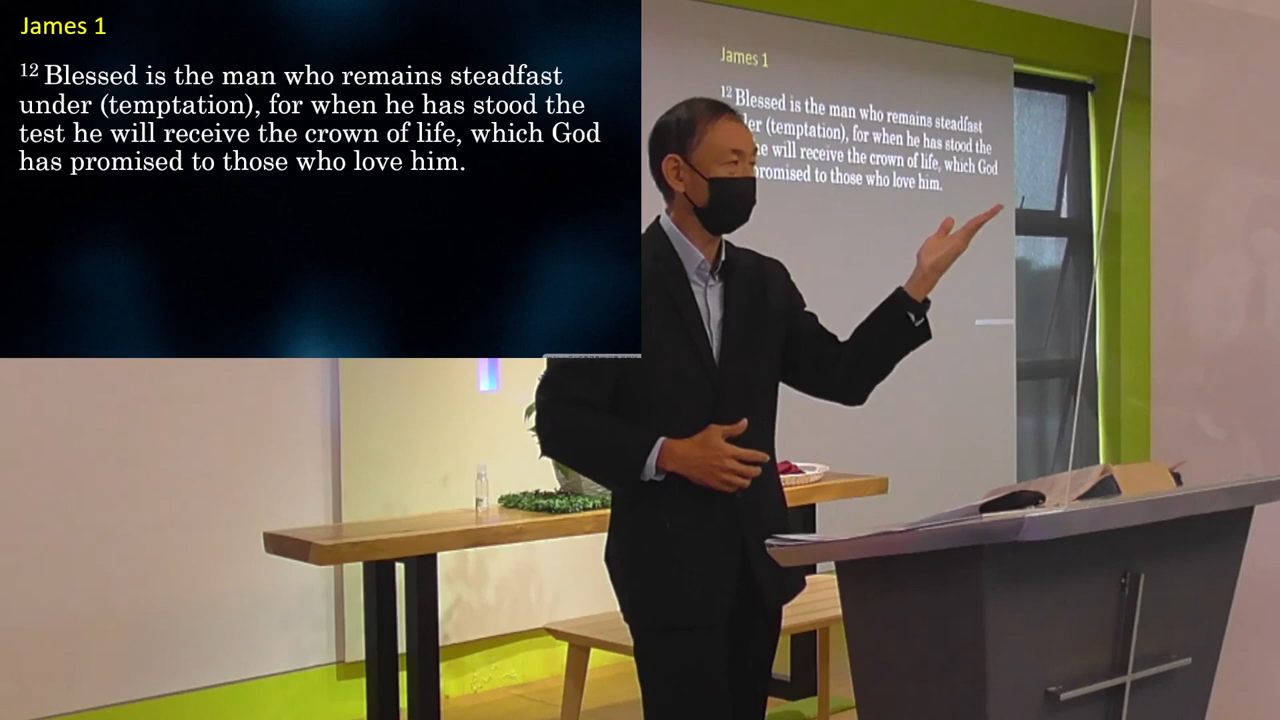 James 1
12 Blessed is the man who remains steadfast
under (temptation), for when he has stood the
test he will receive the crown of life, which God
has promised to those who love him.
James 1
12 Blessed is the man who remains steadfast
(temptation), for when he has stood the
he will receive the crown of life, which God
promised to those who love him.